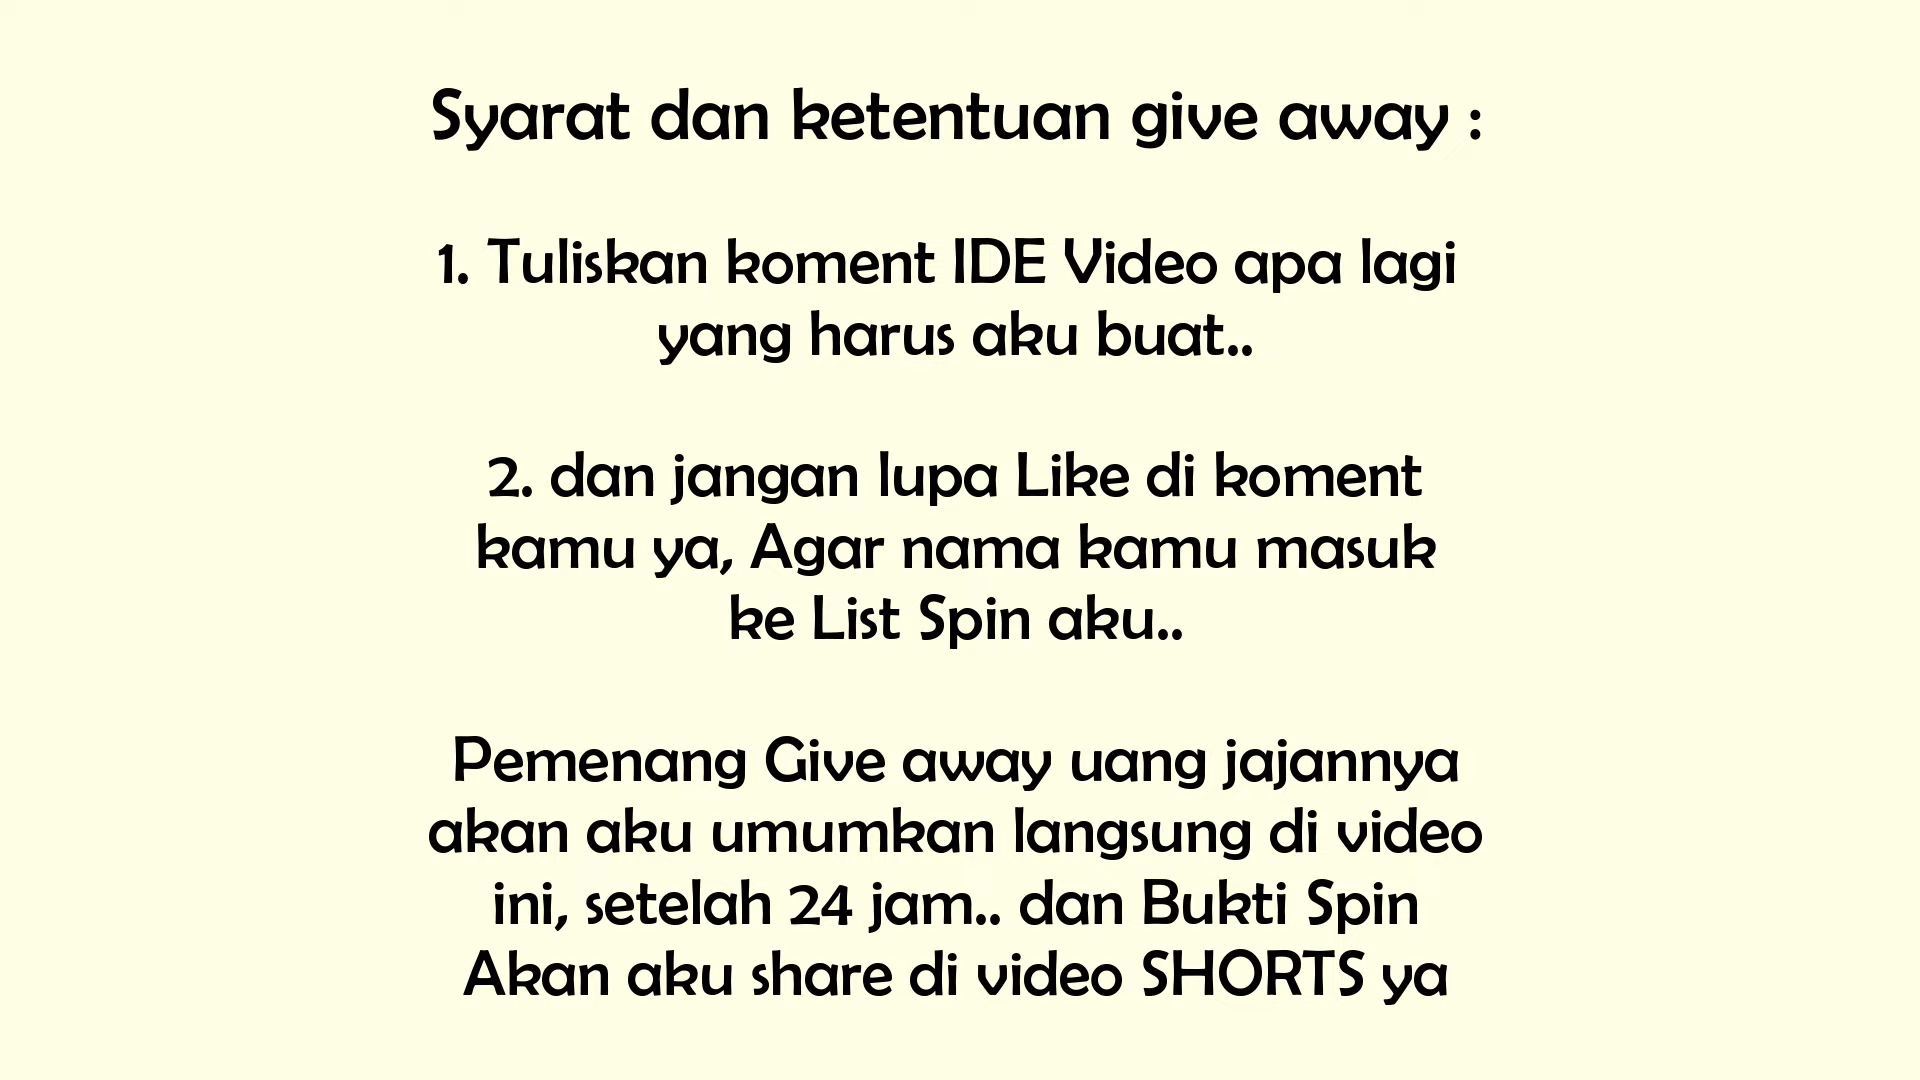 Syarat dan ketentuan give away :
1. Tuliskan koment IDE Video apa lagi
yang harus aku buat..
2. dan jangan lupa Like di koment
kamu ya, Agar nama kamu masuk
ke List Spin aku..
Pemenang Give away uang jajannya
akan aku umumkan langsung di video
ini, setelah 24 jam.. dan Bukti Spin
Akan aku share di video SHORTS ya